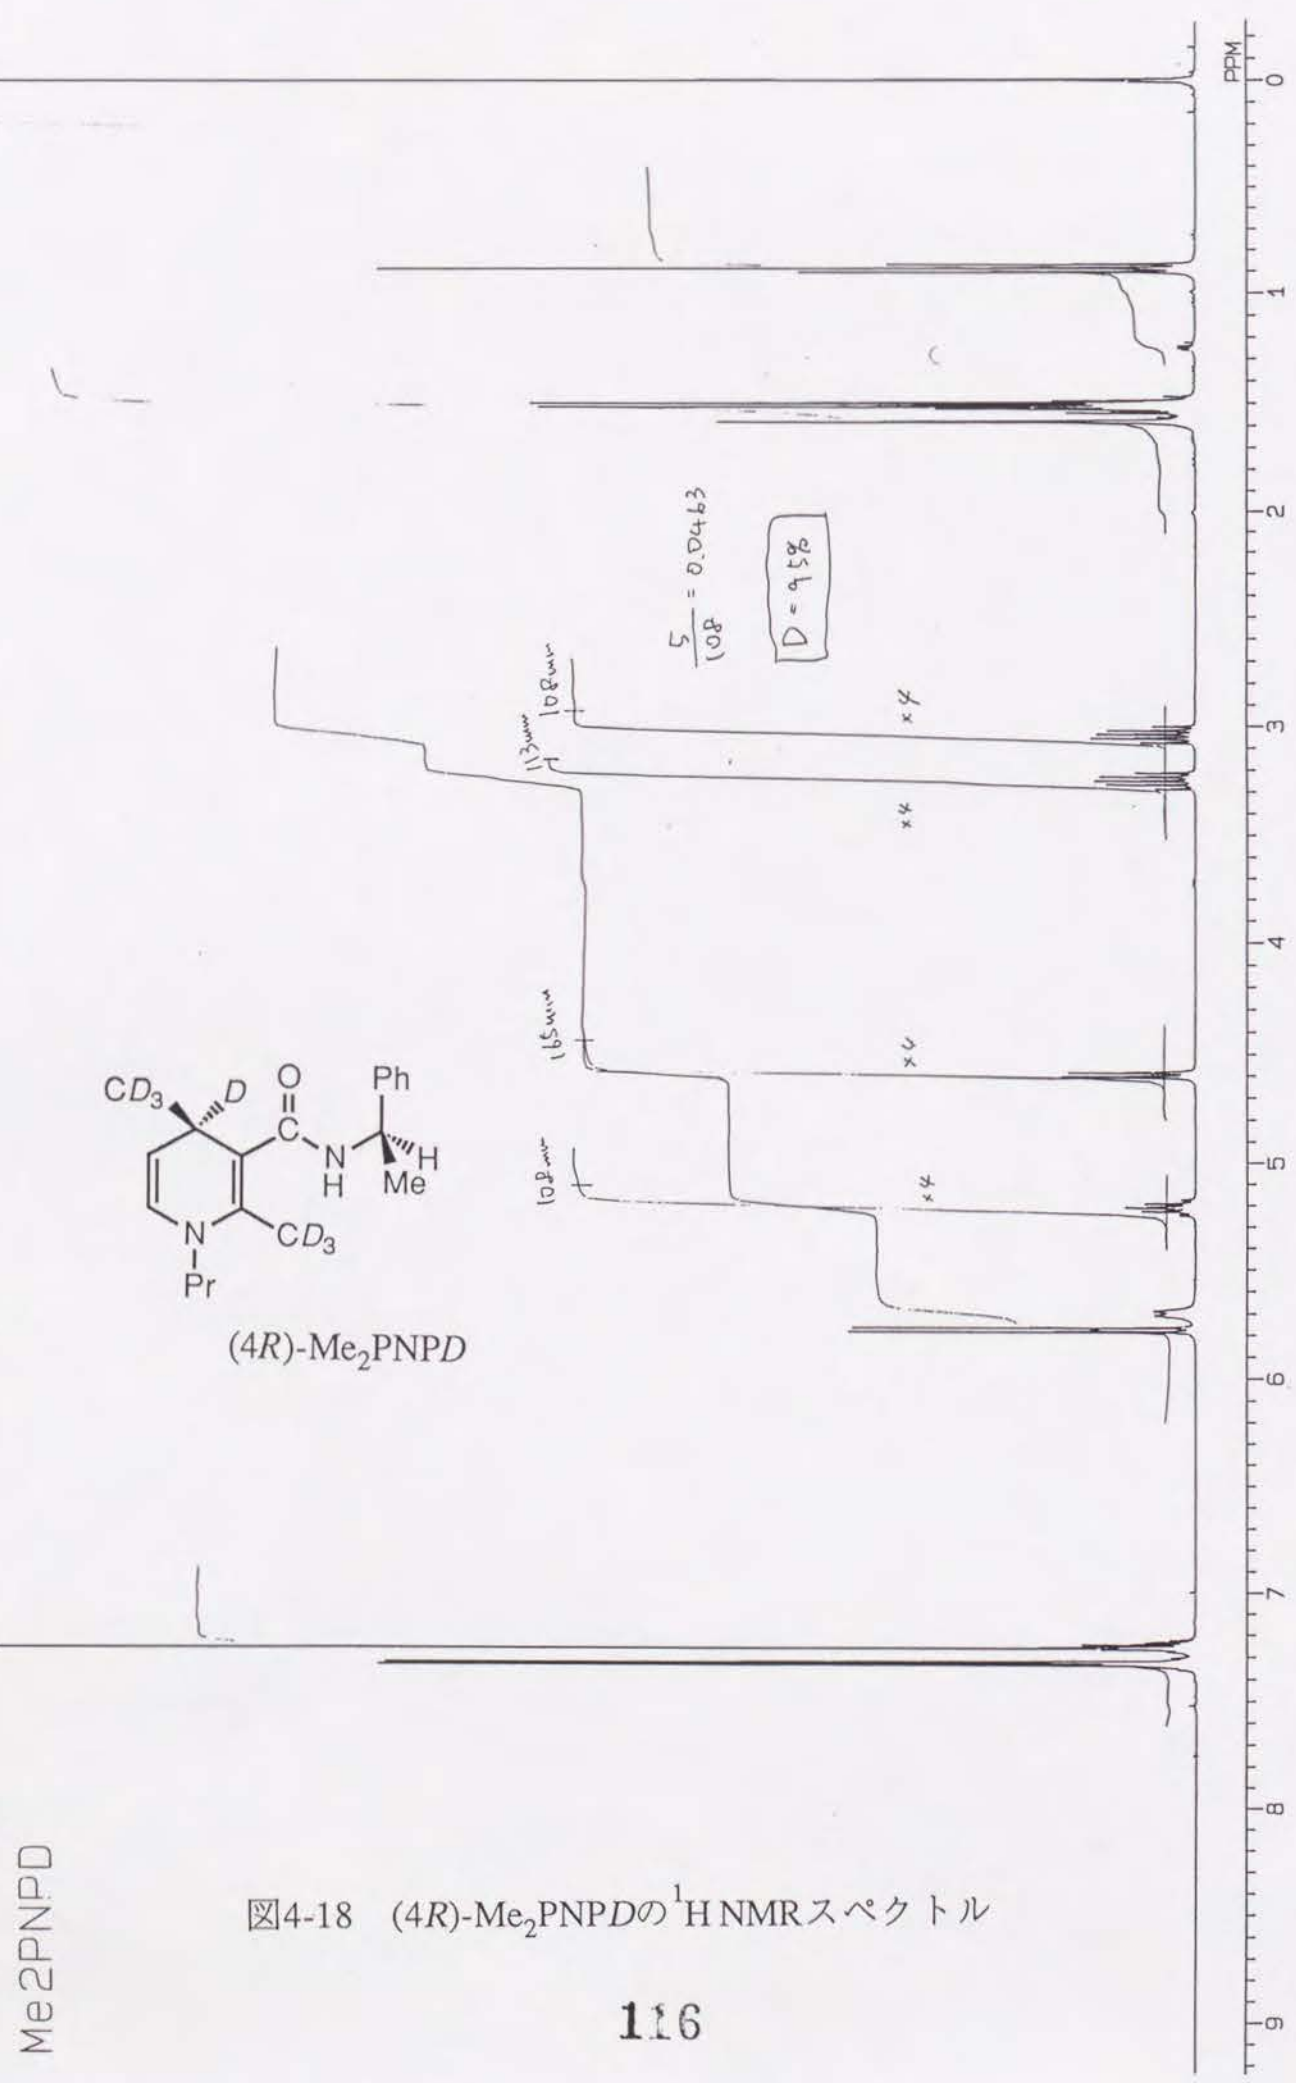 PPM
0
1
2
3
4
5
6
7
8
9
5
108
= 0.0463
D = 95%
108mm
113mm
165mm
108mm
×4
×4
×4
×4
CD3
D
O
Ph
C
N
H
H
Me
N
CD3
Pr
(4R)-Me2PNPD
Me2PNPD
図4-18 (4R)-Me2PNPDの1H NMRスペクトル
116